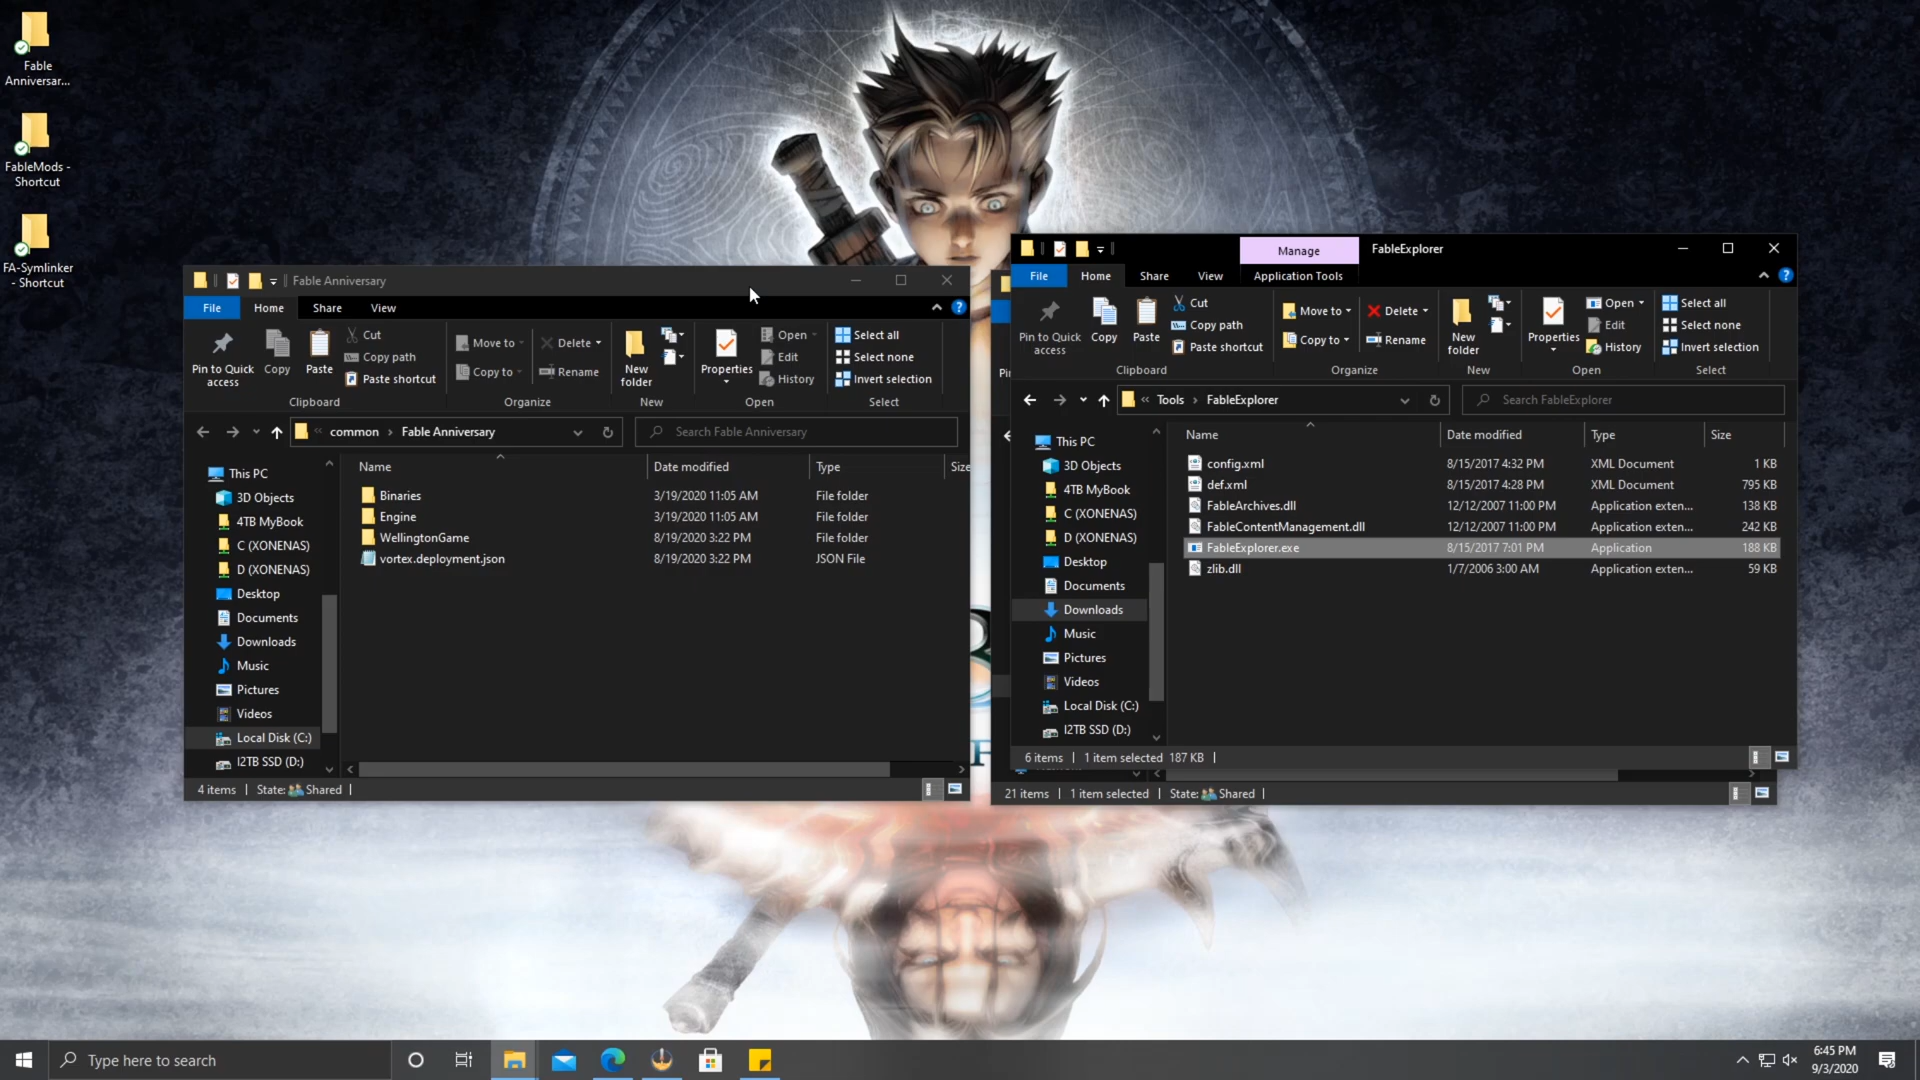 Fable
Anniversar...
FableMods -
Shortcut
FA-Symlinker
- Shortcut
Fable Anniversary
File
Home
Share
View
Pin to Quick
access
Copy
Paste
Cut
Copy path
Paste shortcut
Clipboard
Move to
Copy to
Delete
Rename
Organize
New
folder
New
Properties
Open
Edit
History
Open
Select all
Select none
Invert selection
Select
common
Fable Anniversary
Search Fable Anniversary
This PC
3D Objects
4TB MyBook
C (XONENAS)
D (XONENAS)
Desktop
Documents
Downloads
Music
Pictures
Videos
Local Disk (C:)
I2TB SSD (D:)
Name Date modified Type Size
Binaries 3/19/2020 11:05 AM File folder
Engine 3/19/2020 11:05 AM File folder
WellingtonGame 8/19/2020 3:22 PM File folder
vortex.deployment.json 8/19/2020 3:22 PM JSON File
4 items State: Shared
Manage
FableExplorer
File
Home
Share
View
Application Tools
Pin to Quick
access
Copy
Paste
Cut
Copy path
Paste shortcut
Clipboard
Move to
Copy to
Delete
Rename
Organize
New
folder
New
Properties
Open
Edit
History
Open
Select all
Select none
Invert selection
Select
Tools
FableExplorer
Search FableExplorer
This PC
3D Objects
4TB MyBook
C (XONENAS)
D (XONENAS)
Desktop
Documents
Downloads
Music
Pictures
Videos
Local Disk (C:)
I2TB SSD (D:)
Name Date modified Type Size
config.xml 8/15/2017 4:32 PM XML Document 1 KB
def.xml 8/15/2017 4:28 PM XML Document 795 KB
FableArchives.dll 12/12/2007 11:00 PM Application exten... 138 KB
FableContentManagement.dll 12/12/2007 11:00 PM Application exten... 242 KB
FableExplorer.exe 8/15/2017 7:01 PM Application 188 KB
zlib.dll 1/7/2006 3:00 AM Application exten... 59 KB
6 items 1 item selected 187 KB
21 items 1 item selected State: Shared
Type here to search
6:45 PM
9/3/2020